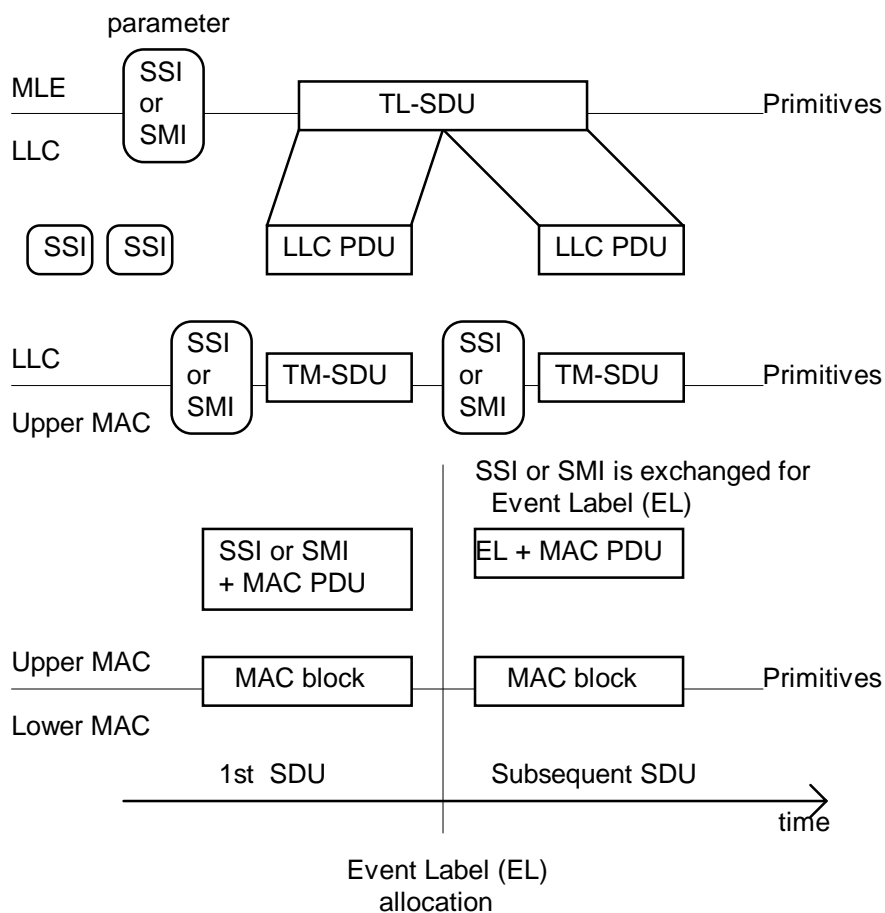 parameter
MLE
SSI
or
SMI
TL-SDU
Primitives
LLC
SSI
SSI
LLC PDU
LLC PDU
LLC
SSI
or
SMI
TM-SDU
SSI
or
SMI
TM-SDU
Primitives
Upper MAC
SSI or SMI is exchanged for
Event Label (EL)
SSI or SMI
+ MAC PDU
EL + MAC PDU
Upper MAC
MAC block
MAC block
Primitives
Lower MAC
1st SDU
Subsequent SDU
time
Event Label (EL)
allocation